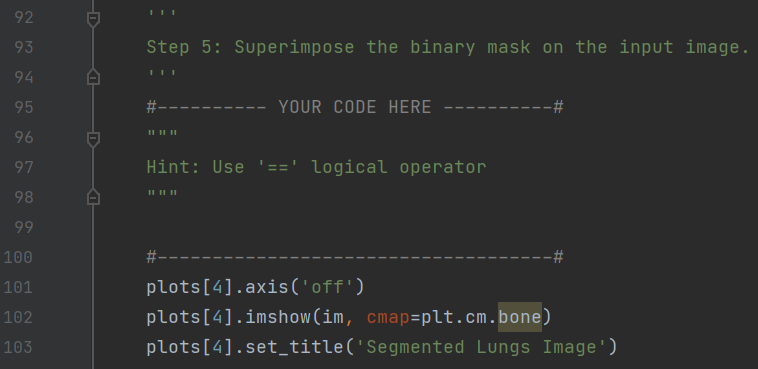 92 '''
93 Step 5: Superimpose the binary mask on the input image.
94 '''
95 #---------- YOUR CODE HERE ----------#
96 """
97 Hint: Use '==' logical operator
98 """
99
100 #------------------------------------#
101 plots[4].axis('off')
102 plots[4].imshow(im, cmap=plt.cm.bone)
103 plots[4].set_title('Segmented Lungs Image')